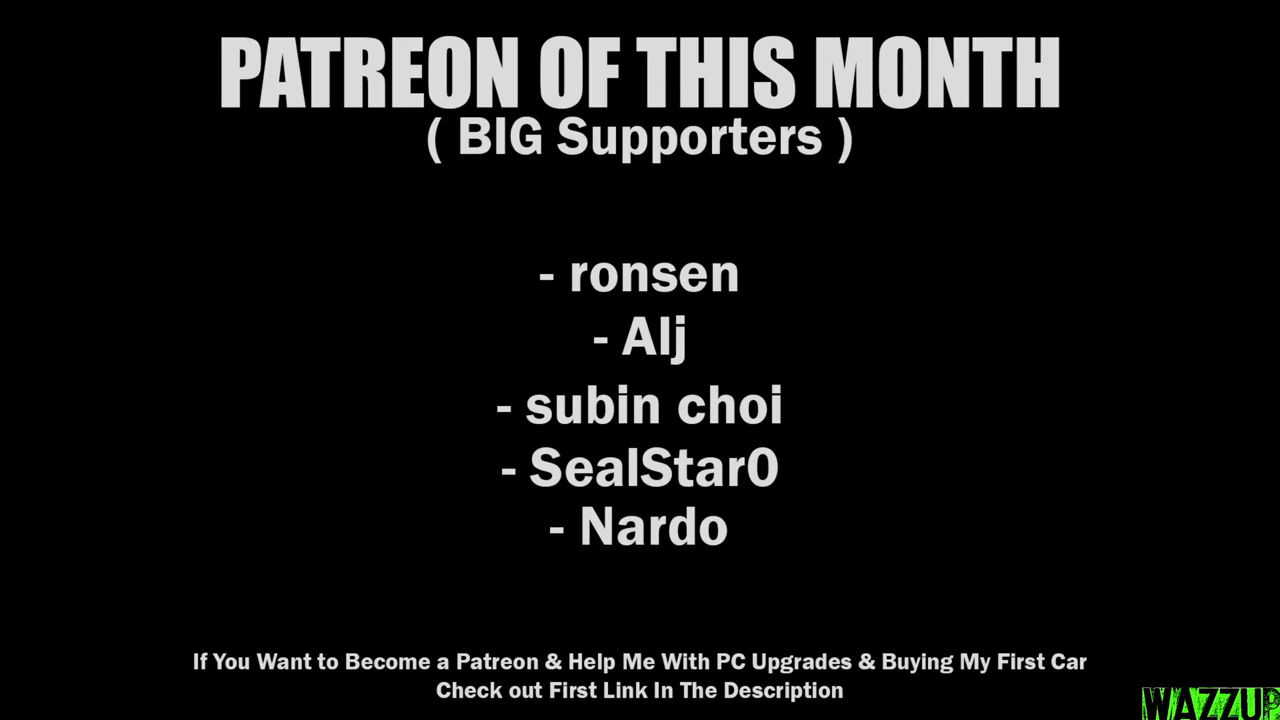 PATREON OF THIS MONTH
( BIG Supporters )
- ronsen
- Alj
- subin choi
- SealStar0
- Nardo
If You Want to Become a Patreon & Help Me With PC Upgrades & Buying My First Car
Check out First Link In The Description
WAZZUP